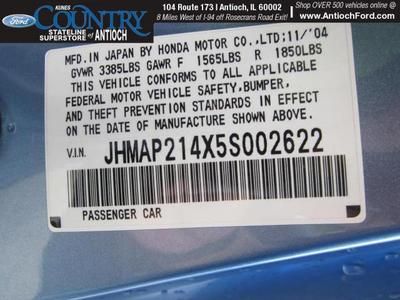 Ford
KUNES
COUNTRY
STATELINE
SUPERSTORE
OF ANTIOCH
104 Route 173 I Antioch, IL 60002
8 Miles West of I-94 off Rosecrans Road Exit!
Shop OVER 500 vehicles online @
www.AntiochFord.com
MFD. IN JAPAN BY HONDA MOTOR CO.,LTD:11/'04
GVWR 3385LBS GAWR F 1565LBS R 1850LBS
THIS VEHICLE CONFORMS TO ALL APPLICABLE
FEDERAL MOTOR VEHICLE SAFETY,BUMPER,
AND THEFT PREVENTION STANDARDS IN EFFECT
ON THE DATE OF MANUFACTURE SHOWN ABOVE.
V.I.N. JHMAP214X5S002622
PASSENGER CAR